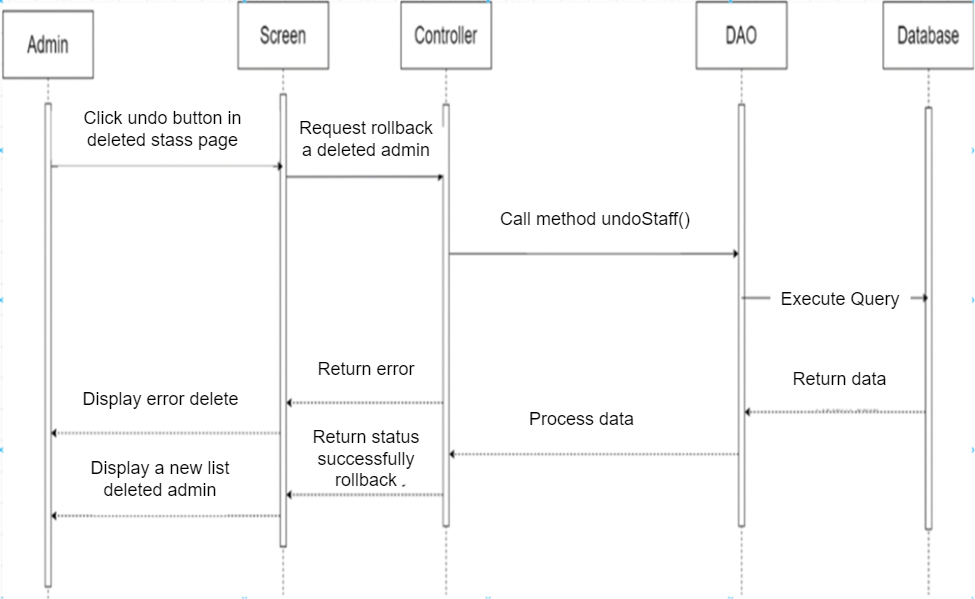 Admin
Screen
Controller
DAO
Database
Click undo button in
deleted stass page
Request rollback
a deleted admin
Call method undoStaff()
Execute Query
Return data
Return error
Display error delete
Process data
Return status
successfully
rollback .
Display a new list
deleted admin